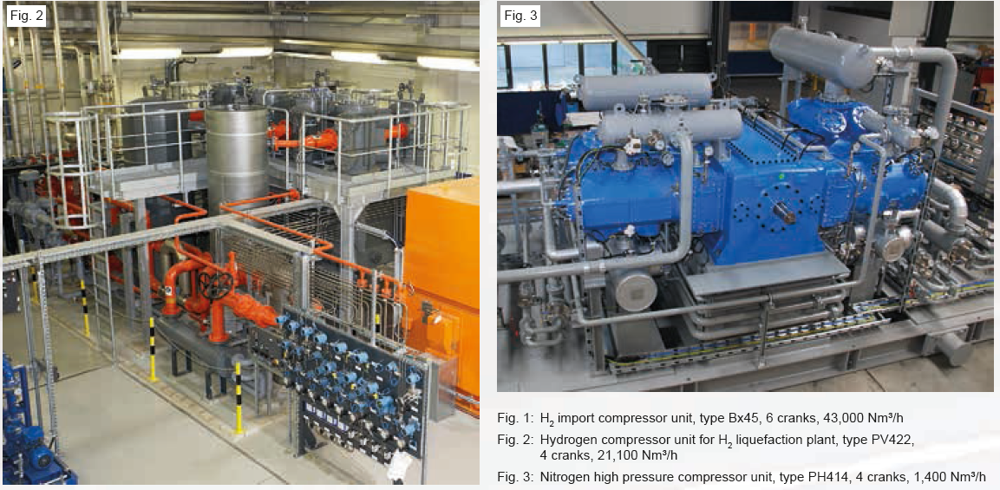 Fig. 2
Fig. 3
Fig. 1: H₂ import compressor unit, type Bx45, 6 cranks, 43,000 Nm³/h
Fig. 2: Hydrogen compressor unit for H₂ liquefaction plant, type PV422,
4 cranks, 21,100 Nm³/h
Fig. 3: Nitrogen high pressure compressor unit, type PH414, 4 cranks, 1,400 Nm³/h